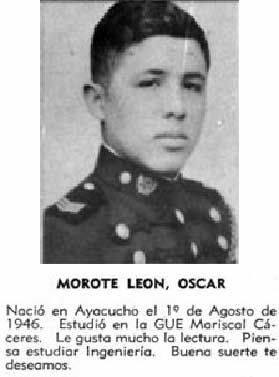 MOROTE LEON, OSCAR
Nació en Ayacucho el 1º de Agosto de
1946. Estudió en la GUE Mariscal Cá-
ceres. Le gusta mucho la lectura. Pien-
sa estudiar Ingeniería. Buena suerte te
deseamos.